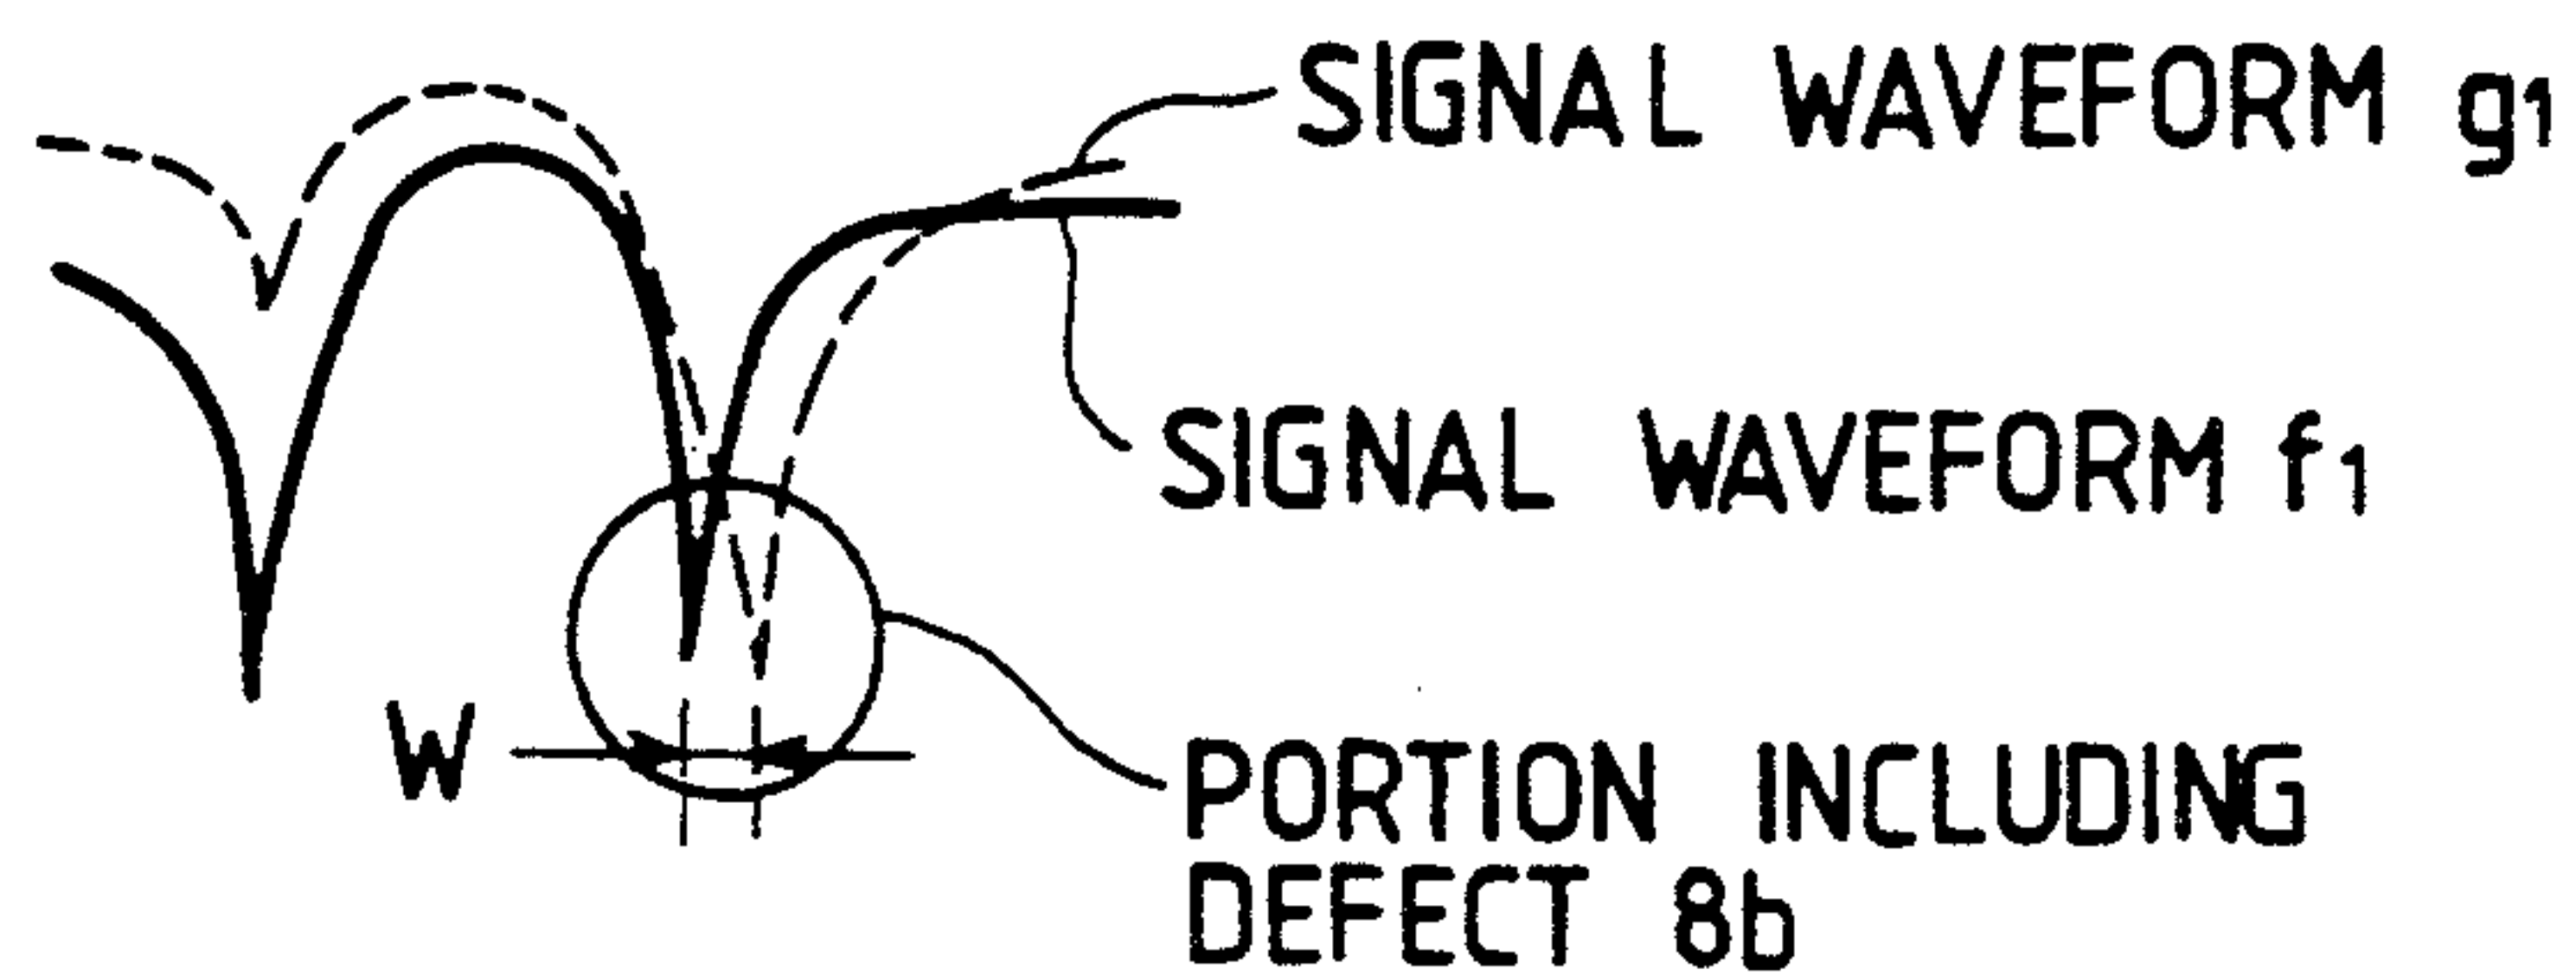 SIGNAL WAVEFORM g1
SIGNAL WAVEFORM f1
W
PORTION INCLUDING
DEFECT 8b